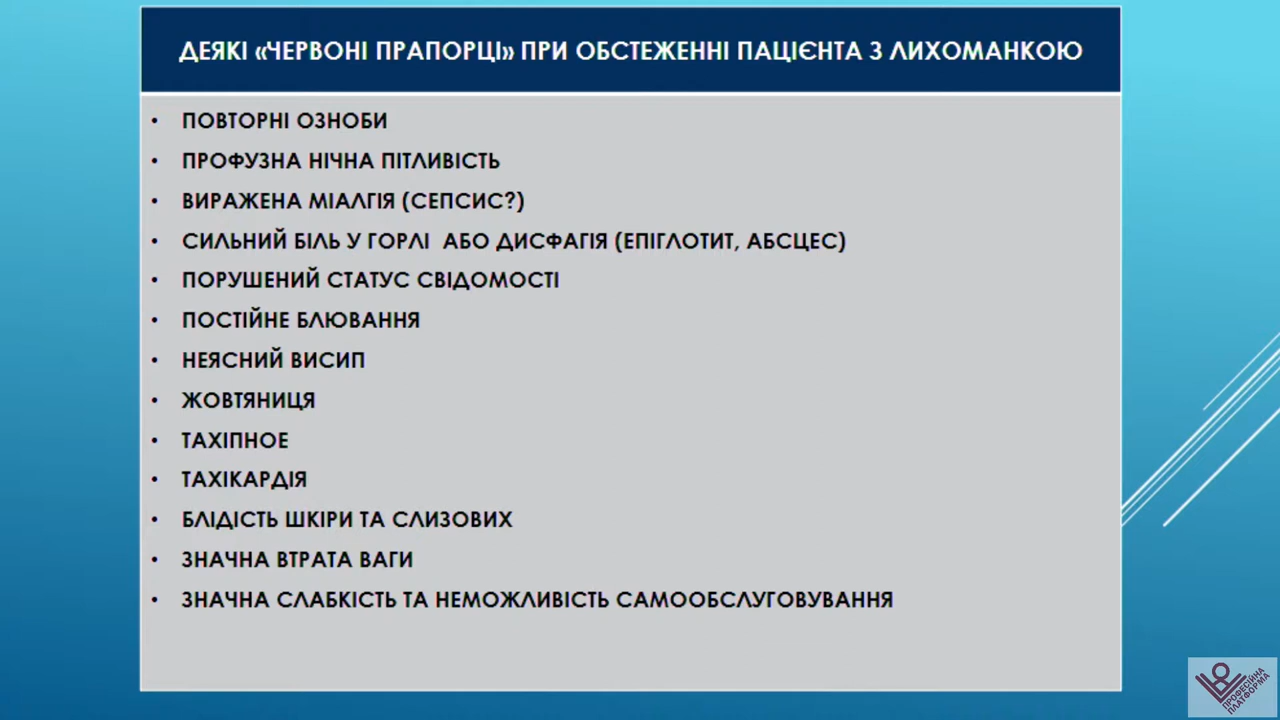 ДЕЯКІ «ЧЕРВОНІ ПРАПОРЦІ» ПРИ ОБСТЕЖЕННІ ПАЦІЄНТА З ЛИХОМАНКОЮ
• ПОВТОРНІ ОЗНОБИ
• ПРОФУЗНА НІЧНА ПІТЛИВІСТЬ
• ВИРАЖЕНА МІАЛГІЯ (СЕПСИС?)
• СИЛЬНИЙ БІЛЬ У ГОРЛІ АБО ДИСФАГІЯ (ЕПІГЛОТИТ, АБСЦЕС)
• ПОРУШЕНИЙ СТАТУС СВІДОМОСТІ
• ПОСТІЙНЕ БЛЮВАННЯ
• НЕЯСНИЙ ВИСИП
• ЖОВТЯНИЦЯ
• ТАХІПНОЕ
• ТАХІКАРДІЯ
• БЛІДІСТЬ ШКІРИ ТА СЛИЗОВИХ
• ЗНАЧНА ВТРАТА ВАГИ
• ЗНАЧНА СЛАБКІСТЬ ТА НЕМОЖЛИВІСТЬ САМООБСЛУГОВУВАННЯ
ПРОФЕСІЙНА
ПЛАТФОРМА